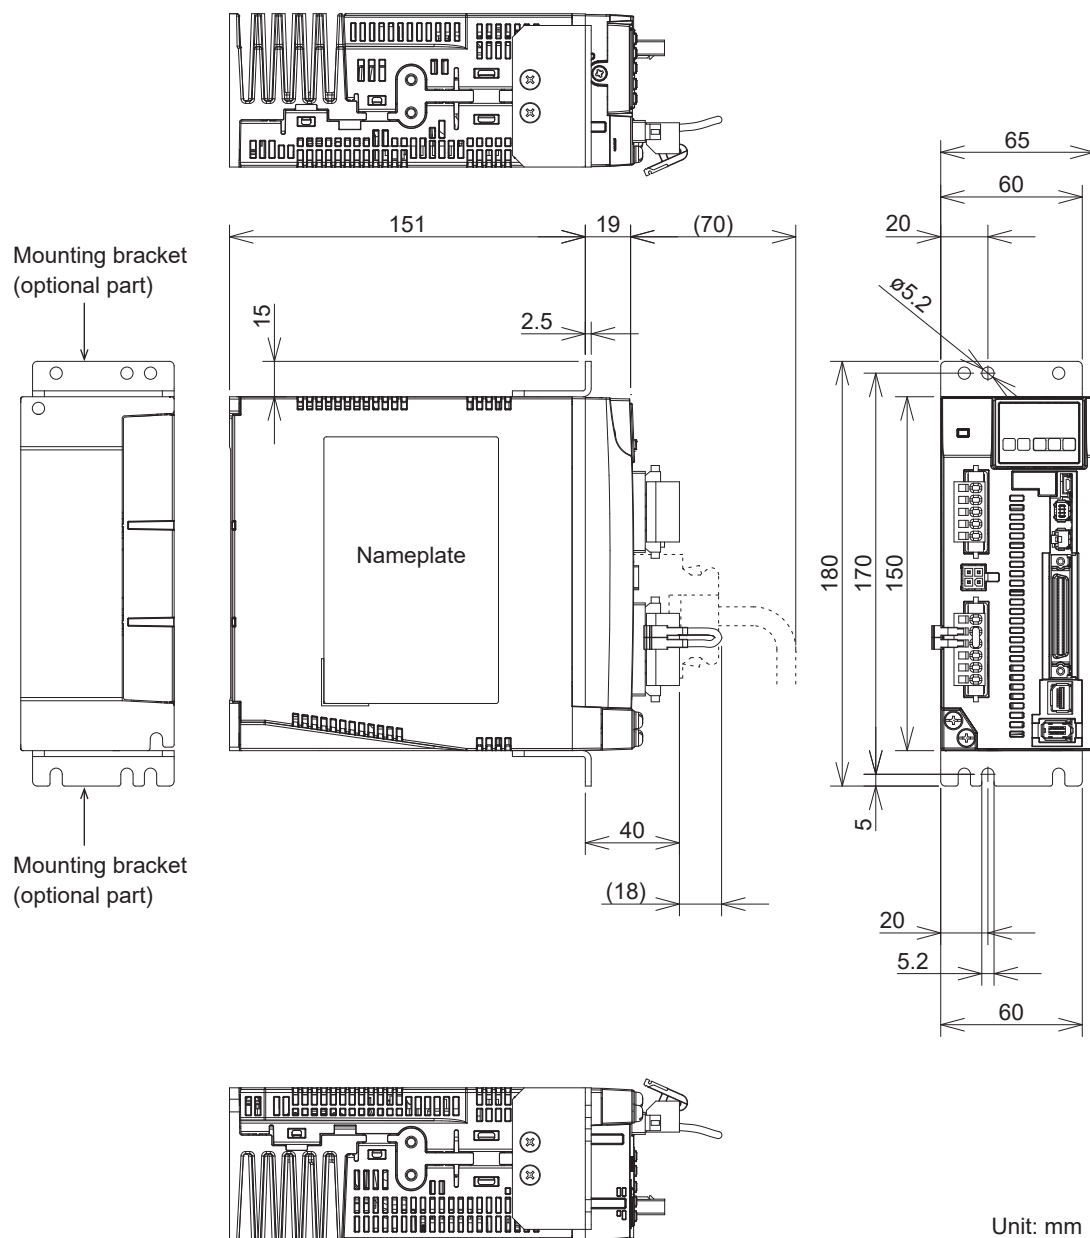 65
60
151
19
(70)
20
Mounting bracket
(optional part)
ø5.2
15
2.5
Nameplate
180
170
150
5
40
Mounting bracket
(optional part)
(18)
20
5.2
60
Unit: mm